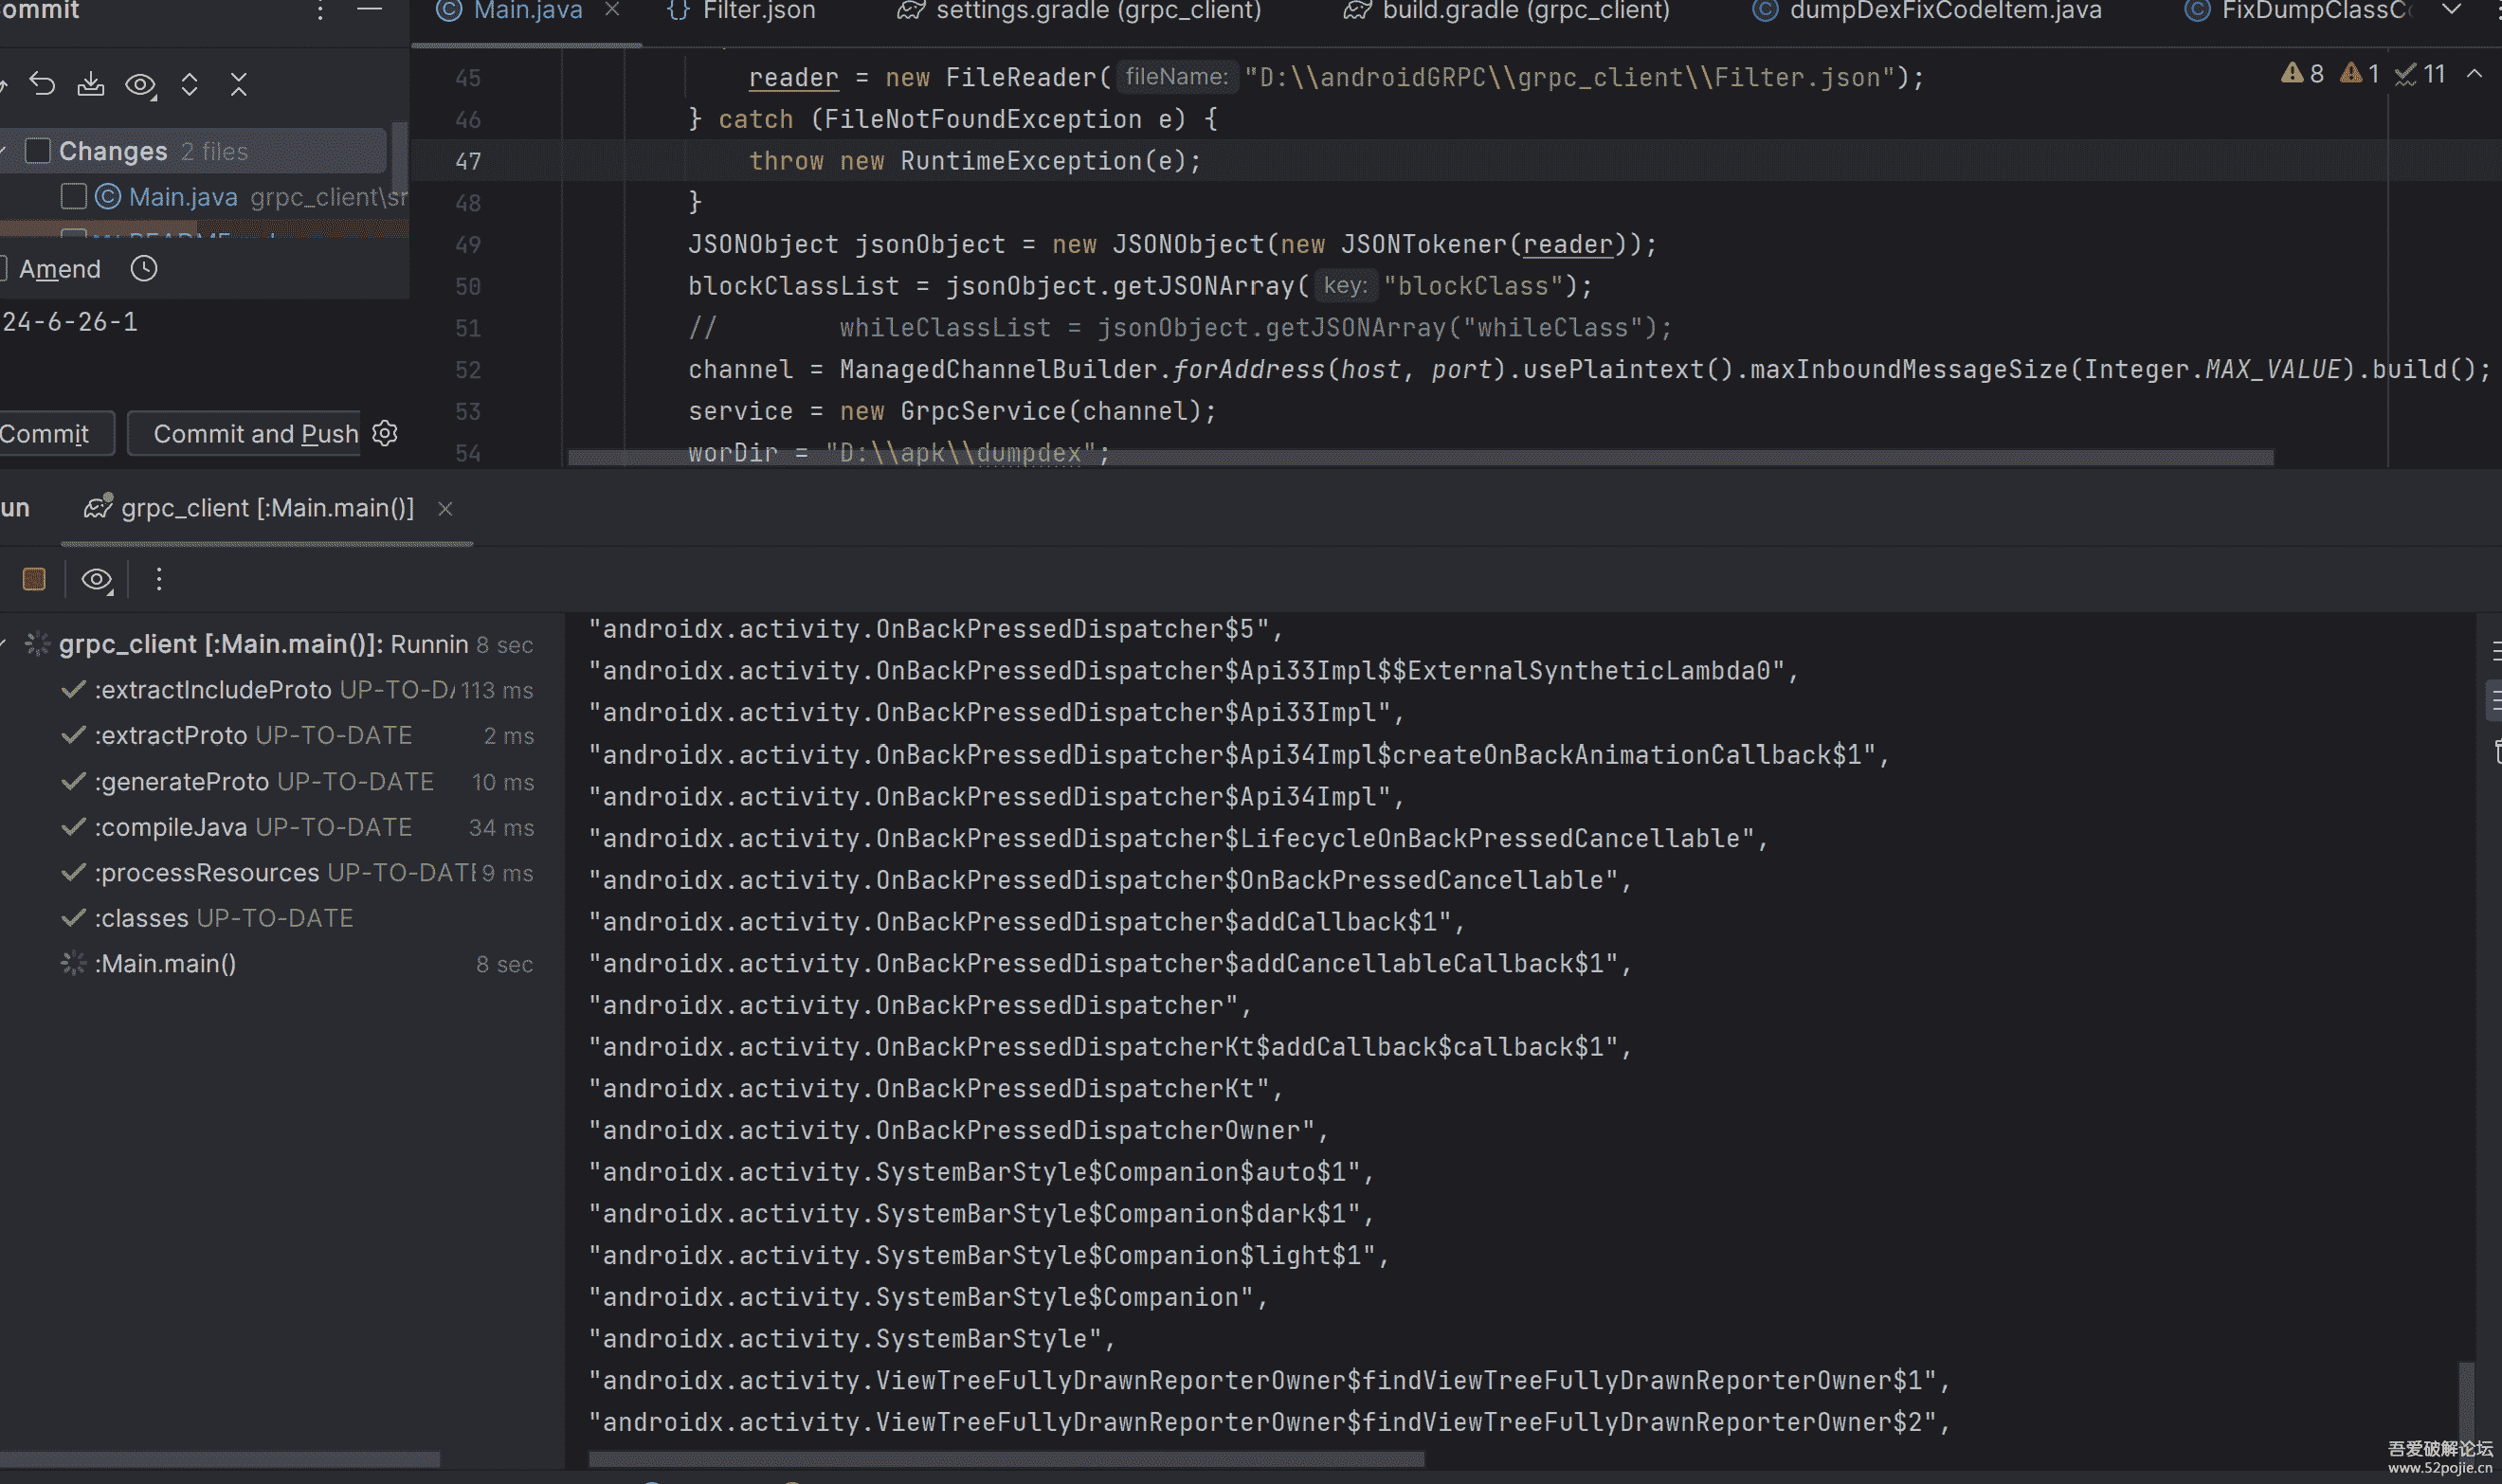 ommit
Main.java
Filter.json
settings.gradle (grpc_client)
build.gradle (grpc_client)
dumpDexFixCodeItem.java
FixDumpClassCo
8 1 11
Changes 2 files
Main.java grpc_client\sr
Amend
24-6-26-1
Commit
Commit and Push
45 reader = new FileReader( fileName: "D:\\androidGRPC\\grpc_client\\Filter.json");
46 } catch (FileNotFoundException e) {
47 throw new RuntimeException(e);
48 }
49 JSONObject jsonObject = new JSONObject(new JSONTokener(reader));
50 blockClassList = jsonObject.getJSONArray( key: "blockClass");
51 // whileClassList = jsonObject.getJSONArray("whileClass");
52 channel = ManagedChannelBuilder.forAddress(host, port).usePlaintext().maxInboundMessageSize(Integer.MAX_VALUE).build();
53 service = new GrpcService(channel);
54 worDir = "D:\\apk\\dumpdex";
un
grpc_client [:Main.main()]
grpc_client [:Main.main()]: Runnin 8 sec
:extractIncludeProto UP-TO-DA 113 ms
:extractProto UP-TO-DATE 2 ms
:generateProto UP-TO-DATE 10 ms
:compileJava UP-TO-DATE 34 ms
:processResources UP-TO-DATE 9 ms
:classes UP-TO-DATE
:Main.main() 8 sec
"androidx.activity.OnBackPressedDispatcher$5",
"androidx.activity.OnBackPressedDispatcher$Api33Impl$$ExternalSyntheticLambda0",
"androidx.activity.OnBackPressedDispatcher$Api33Impl",
"androidx.activity.OnBackPressedDispatcher$Api34Impl$createOnBackAnimationCallback$1",
"androidx.activity.OnBackPressedDispatcher$Api34Impl",
"androidx.activity.OnBackPressedDispatcher$LifecycleOnBackPressedCancellable",
"androidx.activity.OnBackPressedDispatcher$OnBackPressedCancellable",
"androidx.activity.OnBackPressedDispatcher$addCallback$1",
"androidx.activity.OnBackPressedDispatcher$addCancellableCallback$1",
"androidx.activity.OnBackPressedDispatcher",
"androidx.activity.OnBackPressedDispatcherKt$addCallback$callback$1",
"androidx.activity.OnBackPressedDispatcherKt",
"androidx.activity.OnBackPressedDispatcherOwner",
"androidx.activity.SystemBarStyle$Companion$auto$1",
"androidx.activity.SystemBarStyle$Companion$dark$1",
"androidx.activity.SystemBarStyle$Companion$light$1",
"androidx.activity.SystemBarStyle$Companion",
"androidx.activity.SystemBarStyle",
"androidx.activity.ViewTreeFullyDrawnReporterOwner$findViewTreeFullyDrawnReporterOwner$1",
"androidx.activity.ViewTreeFullyDrawnReporterOwner$findViewTreeFullyDrawnReporterOwner$2",
吾爱破解论坛
www.52pojie.cn